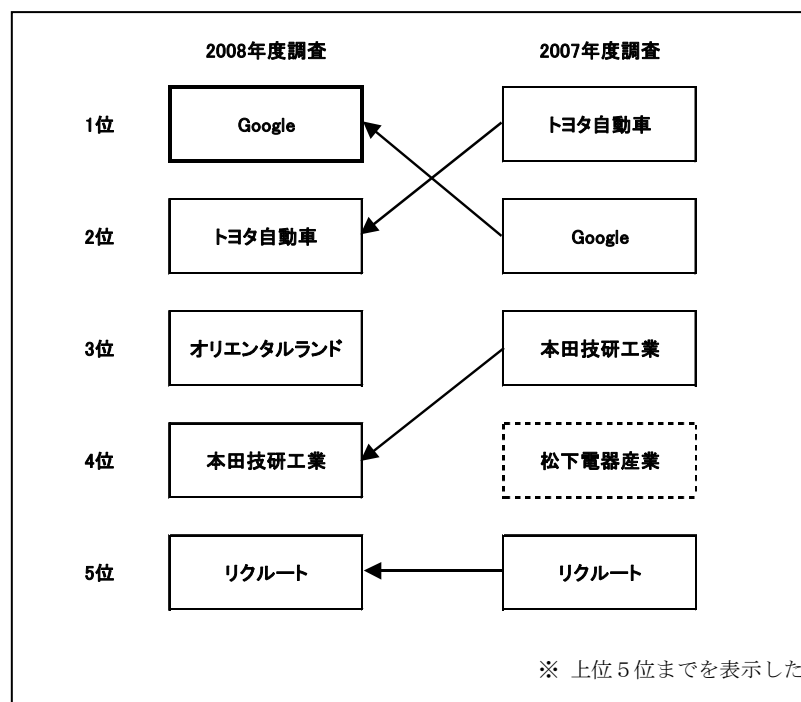 2008年度調査 2007年度調査
1位 Google トヨタ自動車
2位 トヨタ自動車 Google
3位 オリエンタルランド 本田技研工業
4位 本田技研工業 松下電器産業
5位 リクルート リクルート
※ 上位５位までを表示した